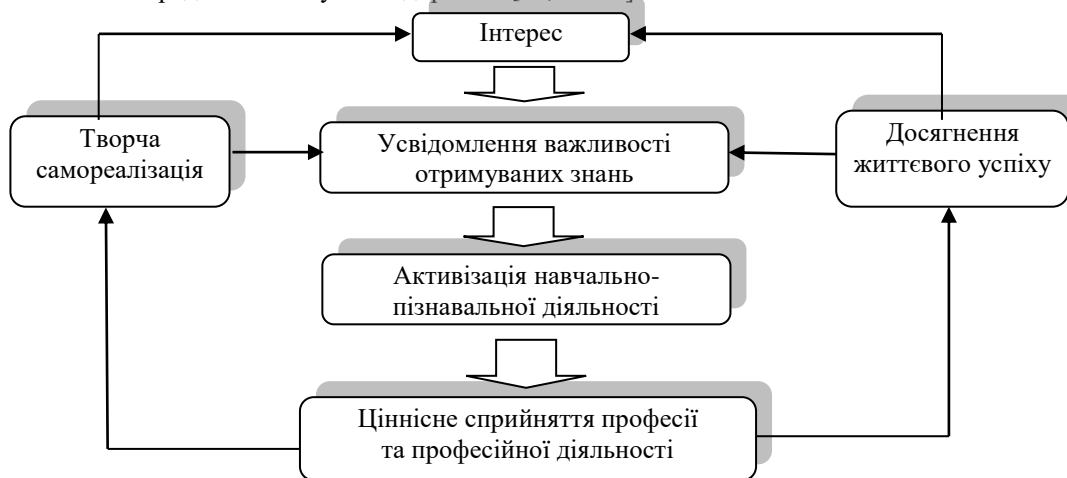 Інтерес
Творча
самореалізація
Усвідомлення важливості
отримуваних знань
Досягнення
життєвого успіху
Активізація навчально-
пізнавальної діяльності
Ціннісне сприйняття професії
та професійної діяльності